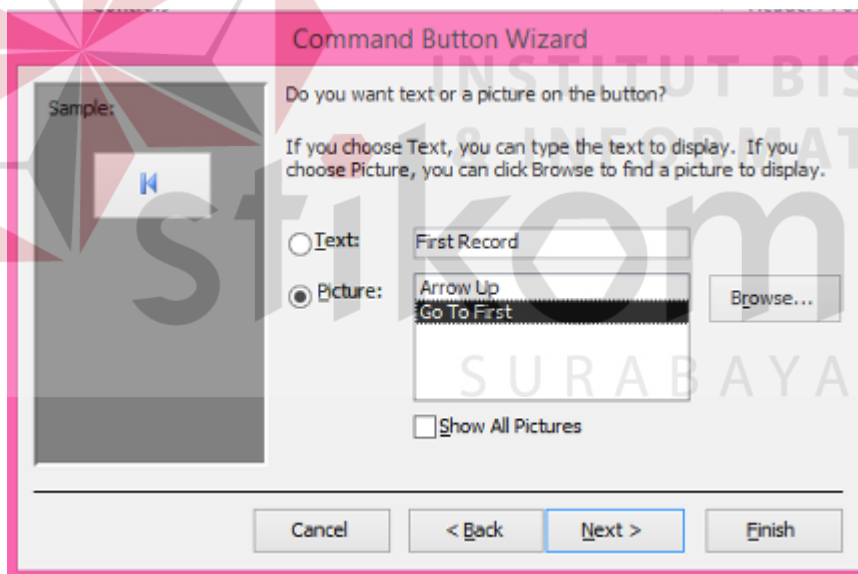 Command Button Wizard
INSTITUT BIS
Sample:
Do you want text or a picture on the button?
& INFORMAT
If you choose Text, you can type the text to display. If you
choose Picture, you can click Browse to find a picture to display.
stikom
Text:
First Record
Picture:
Arrow Up
Go To First
Browse...
SURABAYA
Show All Pictures
Cancel
< Back
Next >
Finish